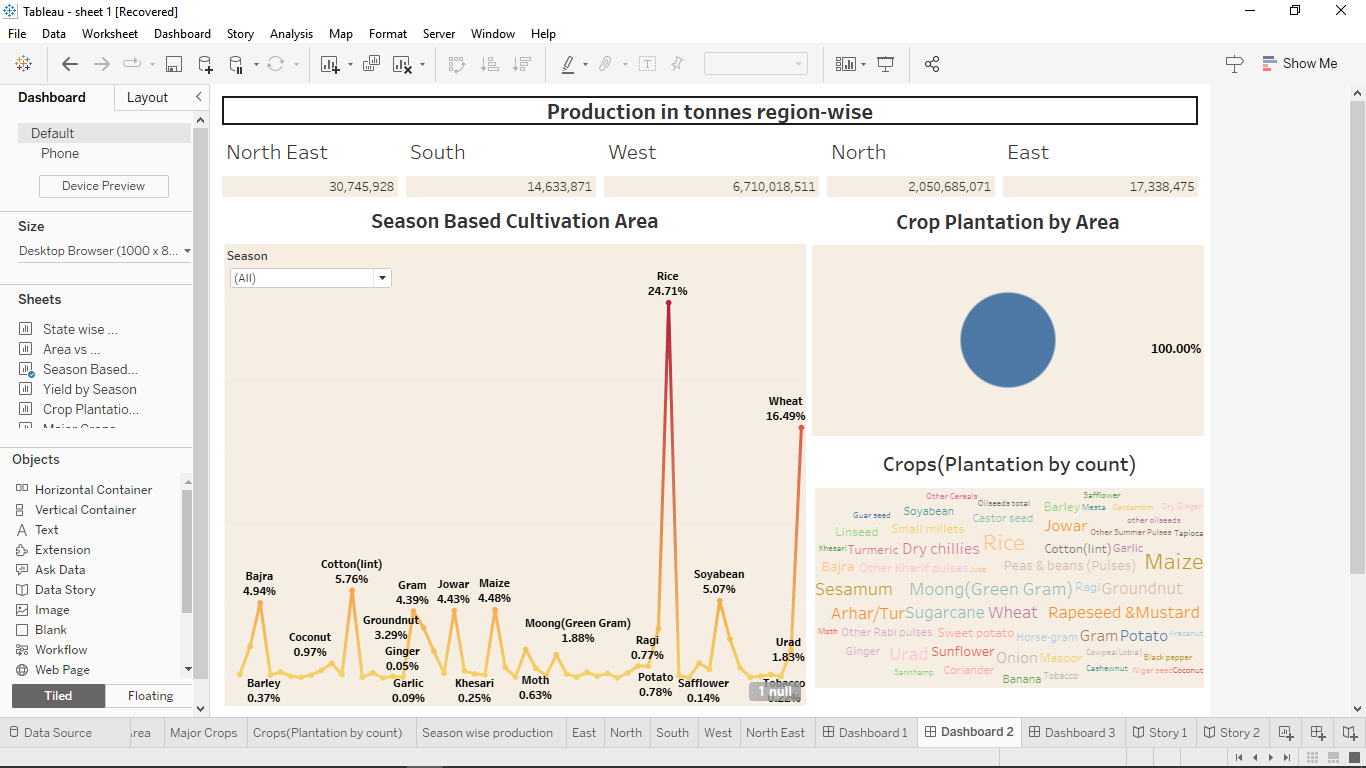 Tableau - sheet 1 [Recovered]
File Data Worksheet Dashboard Story Analysis Map Format Server Window Help
Show Me
Dashboard Layout
Default
Phone
Device Preview
Size
Desktop Browser (1000 x 8...
Sheets
State wise ...
Area vs ...
Season Based...
Yield by Season
Crop Plantatio...
Major Crops
Objects
Horizontal Container
Vertical Container
Text
Extension
Ask Data
Data Story
Image
Blank
Workflow
Web Page
Tiled Floating
Production in tonnes region-wise
North East South West North East
30,745,928 14,633,871 6,710,018,511 2,050,685,071 17,338,475
Season Based Cultivation Area
Season
(All)
Rice
24.71%
Wheat
16.49%
Cotton(lint)
5.76%
Bajra
4.94%
Gram
4.39%
Jowar
4.43%
Maize
4.48%
Soyabean
5.07%
Groundnut
3.29%
Moong(Green Gram)
1.88%
Coconut
0.97%
Ginger
0.05%
Ragi
0.77%
Urad
1.83%
Barley
0.37%
Garlic
0.09%
Khesari
0.25%
Moth
0.63%
Potato
0.78%
Safflower
0.14%
Tobacco
0.22%
1 null
Crop Plantation by Area
100.00%
Crops(Plantation by count)
Other Cereals Safflower
Oilseeds total
Guar seed Soyabean Barley Mesta Cardamom Dry Ginger
Castor seed other oilseeds
Linseed Small millets Jowar Other Summer Pulses Tapioca
Khesari Turmeric Dry chillies Rice Cotton(lint) Garlic
Bajra Other Kharif pulses Jute Peas & beans (Pulses) Maize
Sesamum Moong(Green Gram) Ragi Groundnut
Arhar/Tur Sugarcane Wheat Rapeseed &Mustard
Moth Other Rabi pulses Sweet potato Horse-gram Gram Potato Arecanut
Ginger Urad Sunflower Onion Masoor Cowpea(Lobia) Black pepper
Sannhamp Coriander Cashewnut Niger seed Coconut
Banana Tobacco
Data Source rea Major Crops Crops(Plantation by count) Season wise production East North South West North East Dashboard 1 Dashboard 2 Dashboard 3 Story 1 Story 2